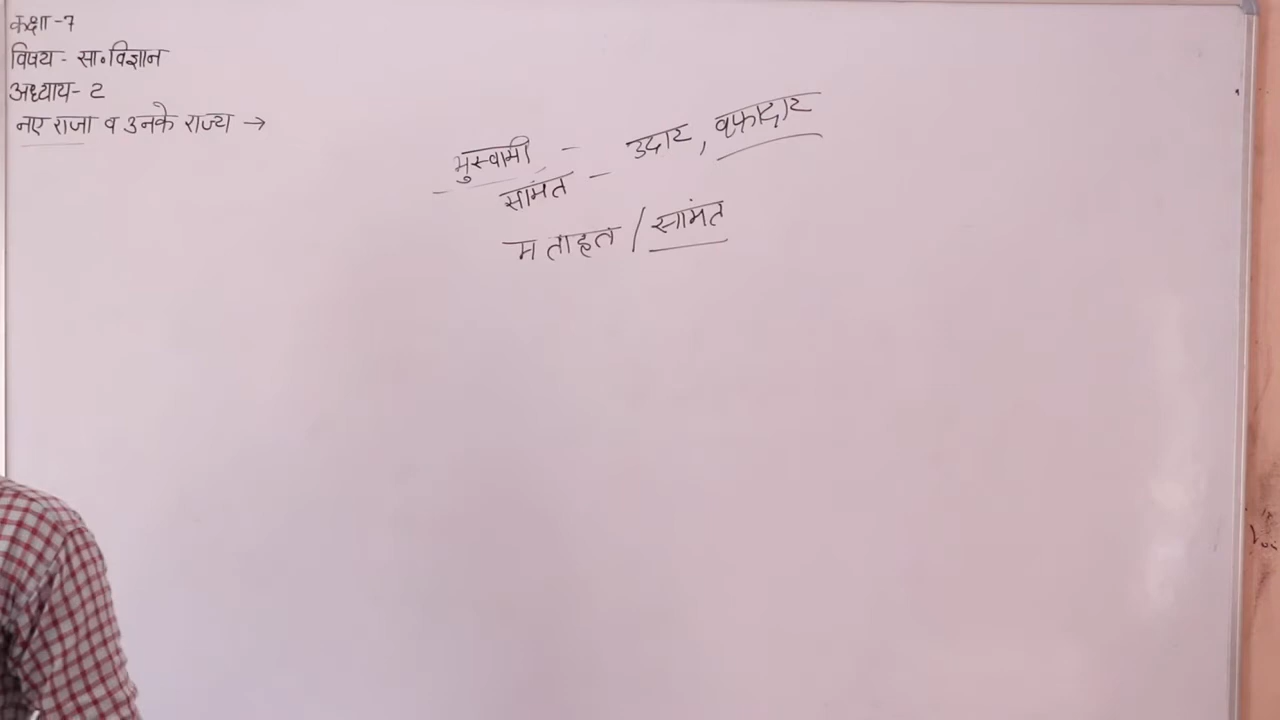 कक्षा-7
विषय- सा.विज्ञान
अध्याय- 2
नए राजा व उनके राज्य →
भुस्वामी -
सामंत - उदार, वफादार
मताहत / सामंत